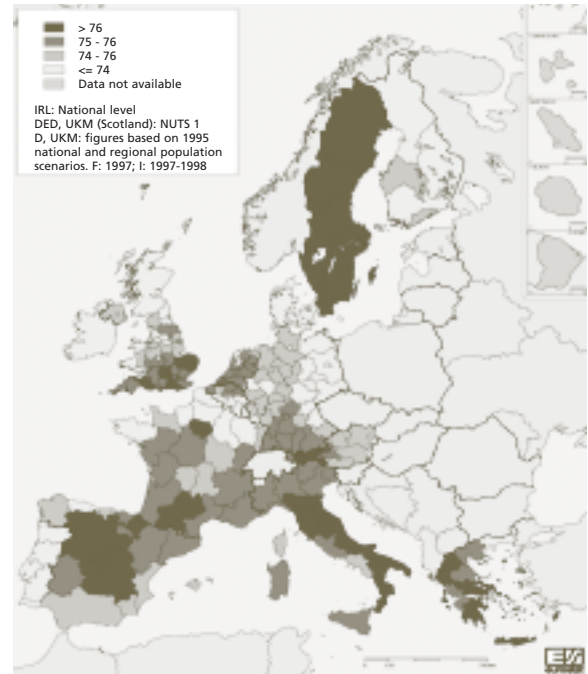 > 76
75 - 76
74 - 76
<= 74
Data not available
IRL: National level
DED, UKM (Scotland): NUTS 1
D, UKM: figures based on 1995
national and regional population
scenarios. F: 1997; I: 1997-1998